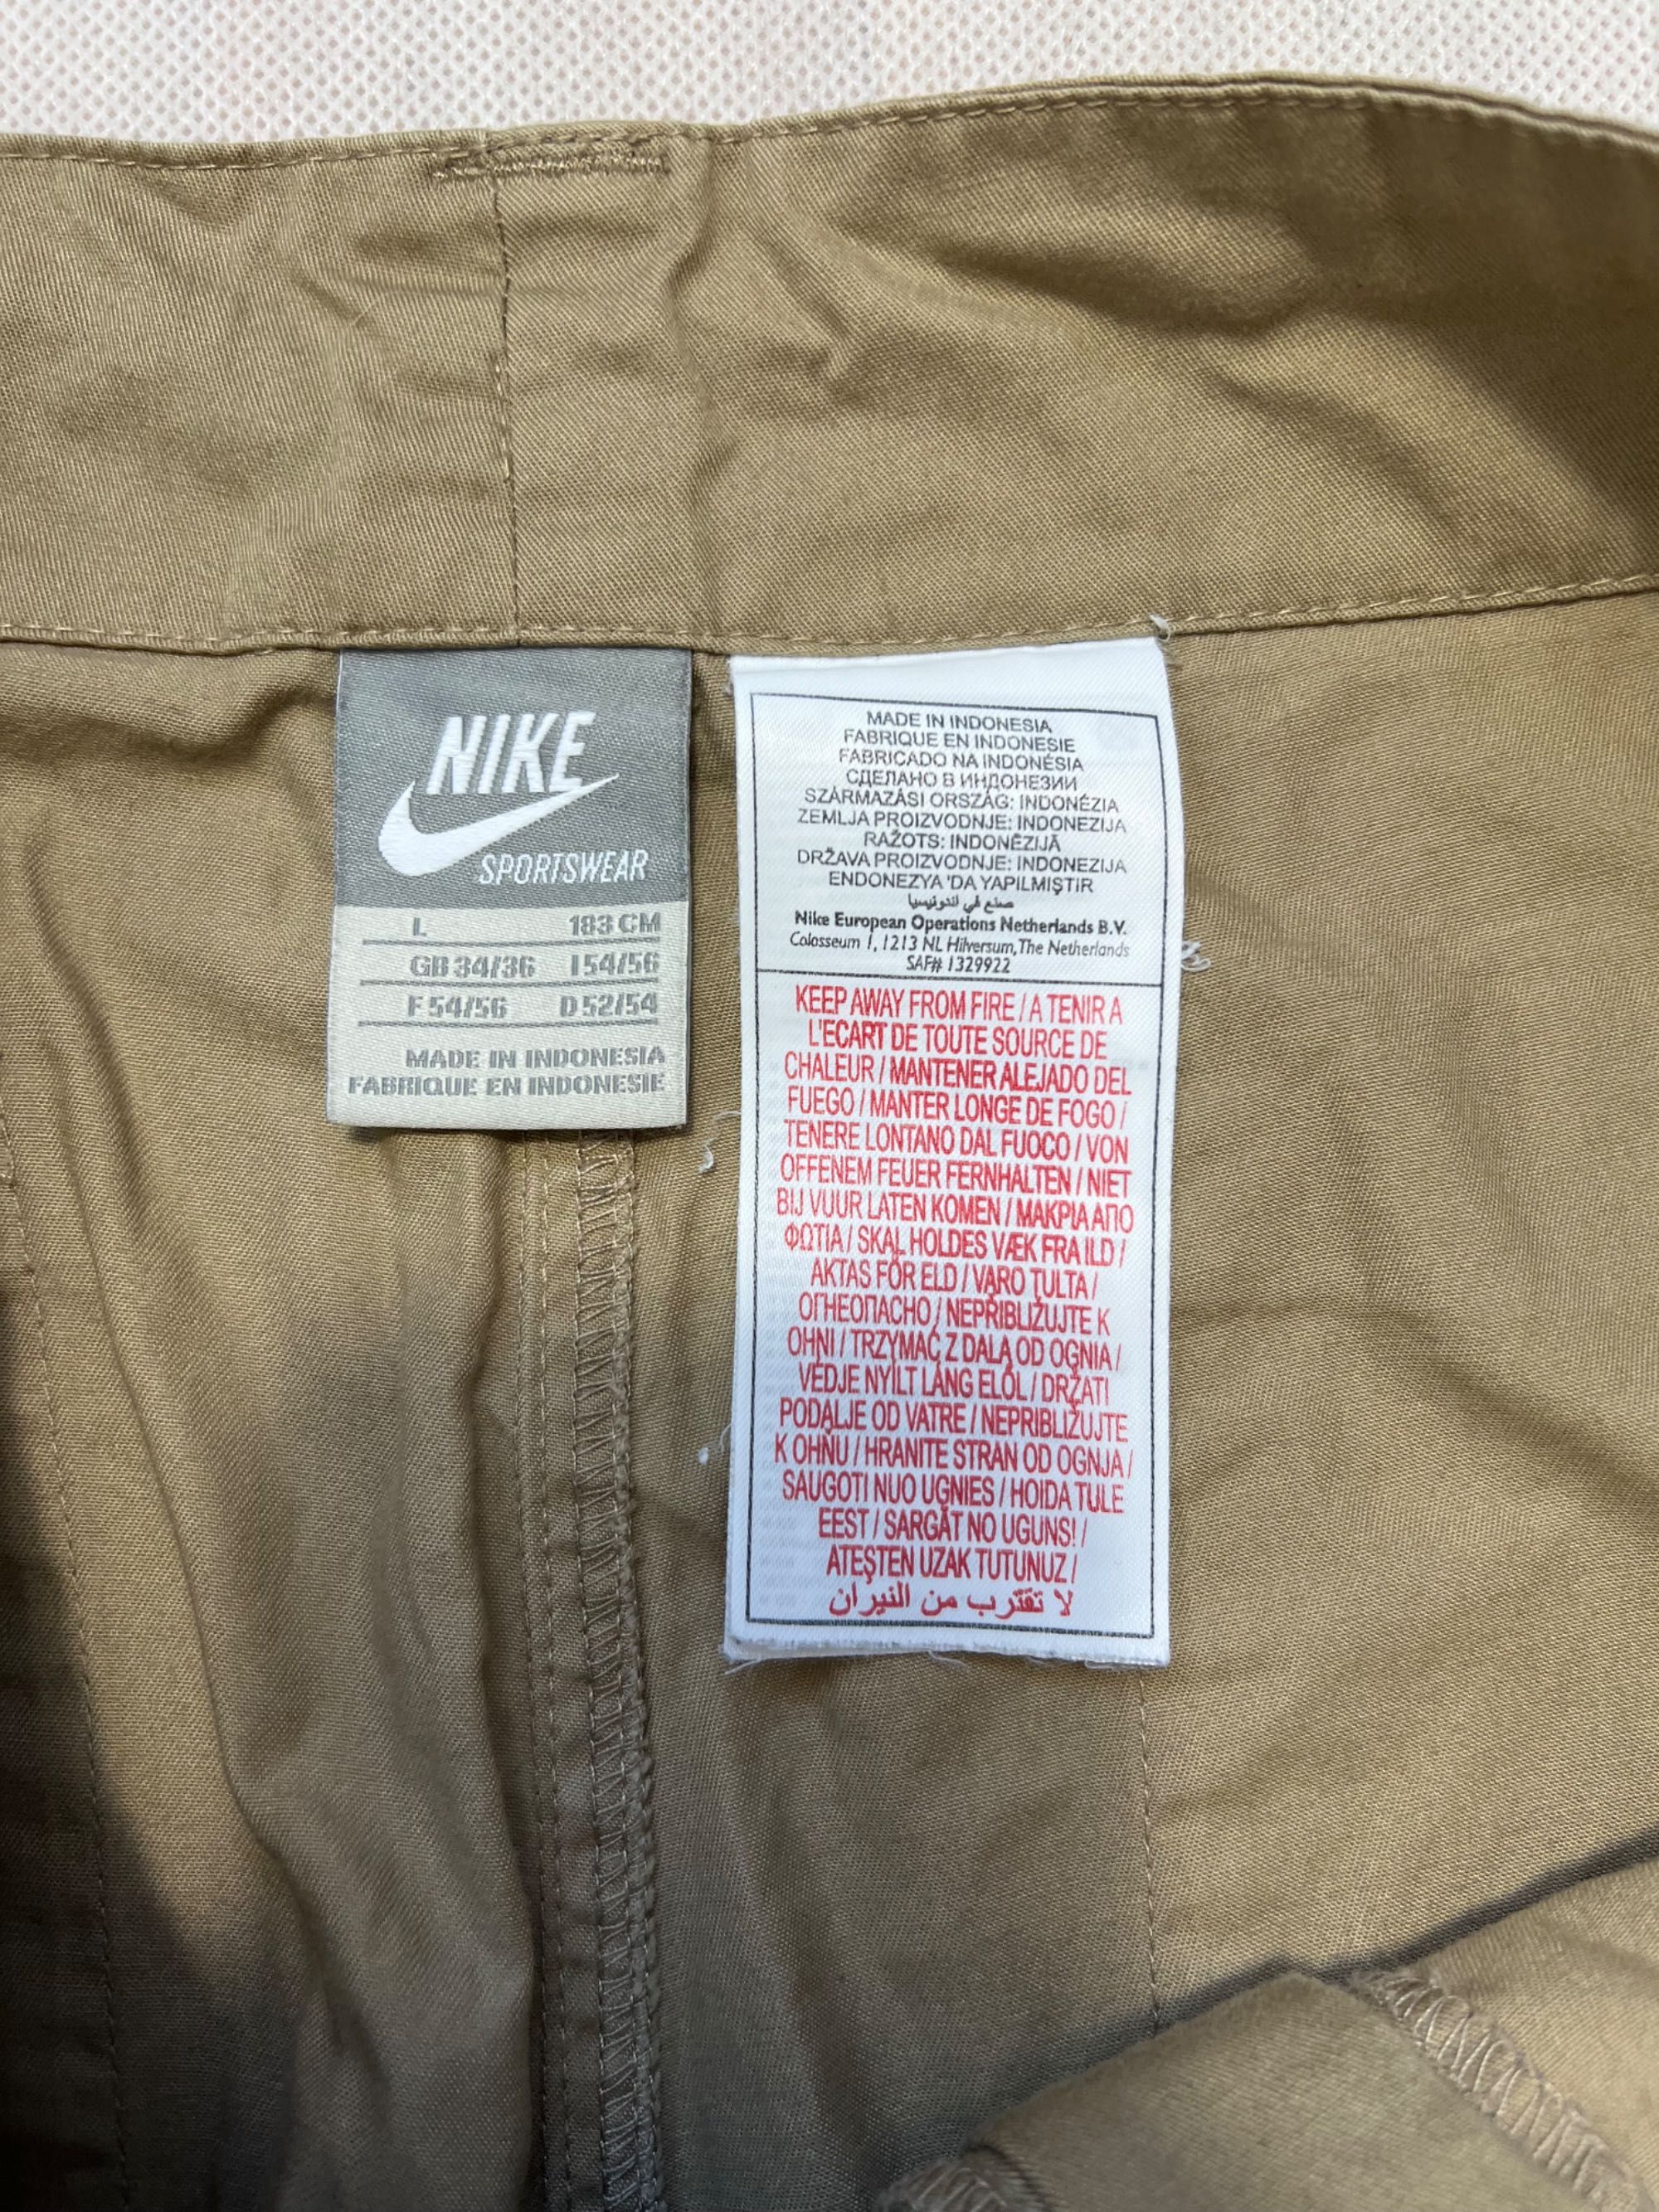 NIKE
SPORTSWEAR
L 183 CM
GB 34/36 I 54/56
F 54/56 D 52/54
MADE IN INDONESIA
FABRIQUE EN INDONESIE
MADE IN INDONESIA
FABRIQUE EN INDONESIE
FABRICADO NA INDONÉSIA
СДЕЛАНО В ИНДОНЕЗИИ
SZÁRMAZÁSI ORSZÁG: INDONÉZIA
ZEMLJA PROIZVODNJE: INDONEZIJA
RAŽOTS: INDONĒZIJĀ
DRŽAVA PROIZVODNJE: INDONEZIJA
ENDONEZYA 'DA YAPILMIŞTIR
صنع في اندونيسيا
Nike European Operations Netherlands B.V.
Colosseum 1, 1213 NL Hilversum, The Netherlands
SAF# 1329922
KEEP AWAY FROM FIRE / A TENIR A
L'ECART DE TOUTE SOURCE DE
CHALEUR / MANTENER ALEJADO DEL
FUEGO / MANTER LONGE DE FOGO /
TENERE LONTANO DAL FUOCO / VON
OFFENEM FEUER FERNHALTEN / NIET
BIJ VUUR LATEN KOMEN / ΜΑΚΡΙΑ ΑΠΟ
ΦΩΤΙΑ / SKAL HOLDES VÆK FRA ILD /
AKTAS FÖR ELD / VARO TULTA /
ОГНЕОПАСНО / NEPŘIBLIŽUJTE K
OHNI / TRZYMAĆ Z DALA OD OGNIA /
VÉDJE NYÍLT LÁNG ELŐL / DRŽATI
PODALJE OD VATRE / NEPRIBLIŽUJTE
K OHŇU / HRANITE STRAN OD OGNJA /
SAUGOTI NUO UGNIES / HOIDA TULE
EEST / SARGĀT NO UGUNS! /
ATEŞTEN UZAK TUTUNUZ /
لا تقترب من النيران